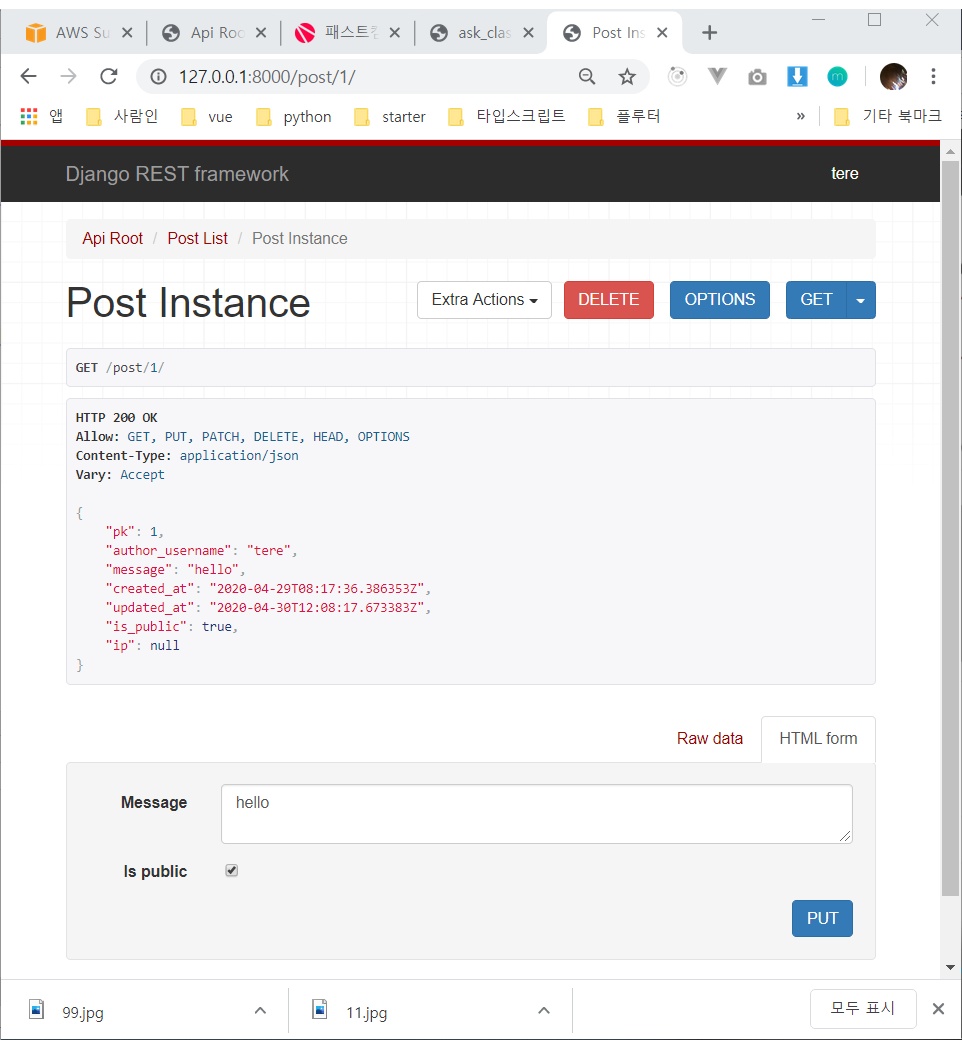 AWS Su
Api Roo
패스트캠
ask_clas
Post Ins
127.0.0.1:8000/post/1/
앱
사람인
vue
python
starter
타입스크립트
플루터
»
기타 북마크
Django REST framework
tere
Api Root / Post List / Post Instance
Post Instance
Extra Actions
DELETE
OPTIONS
GET
GET /post/1/
HTTP 200 OK
Allow: GET, PUT, PATCH, DELETE, HEAD, OPTIONS
Content-Type: application/json
Vary: Accept
{
"pk": 1,
"author_username": "tere",
"message": "hello",
"created_at": "2020-04-29T08:17:36.386353Z",
"updated_at": "2020-04-30T12:08:17.673383Z",
"is_public": true,
"ip": null
}
Raw data
HTML form
Message
hello
Is public
PUT
99.jpg
11.jpg
모두 표시